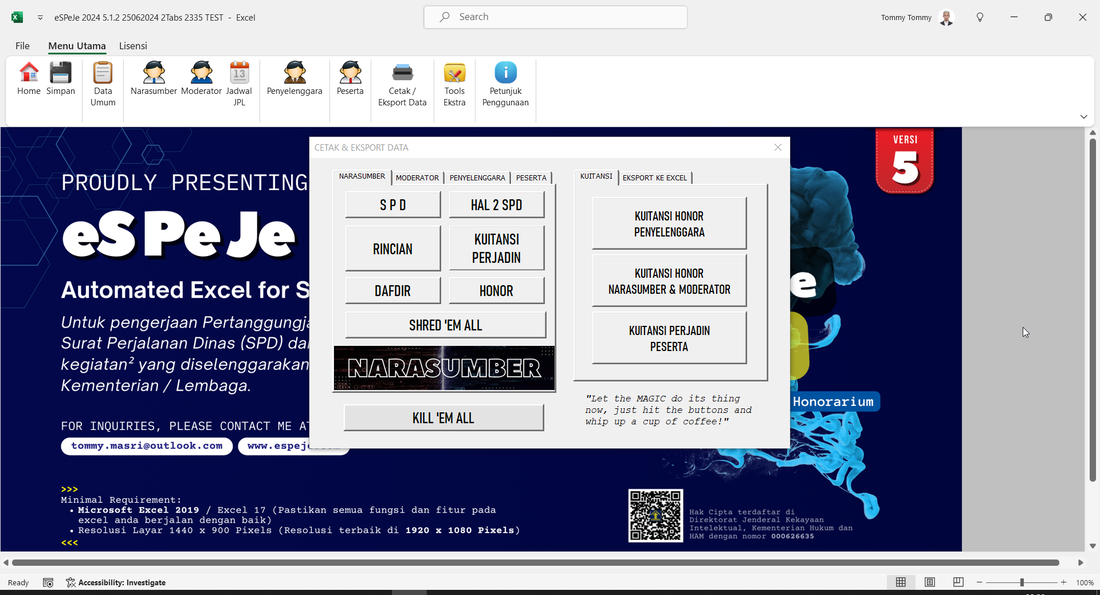 eSPeJe 2024 5.1.2 25062024 2Tabs 2335 TEST - Excel
Search
Tommy Tommy
File
Menu Utama
Lisensi
Home
Simpan
Data
Umum
Narasumber
Moderator
13
Jadwal
JPL
Penyelenggara
Peserta
Cetak /
Eksport Data
Tools
Ekstra
Petunjuk
Penggunaan
VERSI
5
PROUDLY PRESENTING
eSPeJe
Automated Excel for S
Untuk pengerjaan Pertanggungja
Surat Perjalanan Dinas (SPD) da
kegiatan² yang diselenggarakan
Kementerian / Lembaga.
FOR INQUIRIES, PLEASE CONTACT ME AT
tommy.masri@outlook.com
www.espeje
>>>
Minimal Requirement:
• Microsoft Excel 2019 / Excel 17 (Pastikan semua fungsi dan fitur pada
excel anda berjalan dengan baik)
• Resolusi Layar 1440 x 900 Pixels (Resolusi terbaik di 1920 x 1080 Pixels)
<<<
CETAK & EKSPORT DATA
NARASUMBER
MODERATOR
PENYELENGGARA
PESERTA
S P D
HAL 2 SPD
RINCIAN
KUITANSI
PERJADIN
DAFDIR
HONOR
SHRED 'EM ALL
NARASUMBER
KILL 'EM ALL
KUITANSI
EKSPORT KE EXCEL
KUITANSI HONOR
PENYELENGGARA
KUITANSI HONOR
NARASUMBER & MODERATOR
KUITANSI PERJADIN
PESERTA
"Let the MAGIC do its thing
now, just hit the buttons and
whip up a cup of coffee!"
e
Honorarium
Hak Cipta terdaftar di
Direktorat Jenderal Kekayaan
Intelektual, Kementerian Hukum dan
HAM dengan nomor 000626635
Ready
Accessibility: Investigate
100%